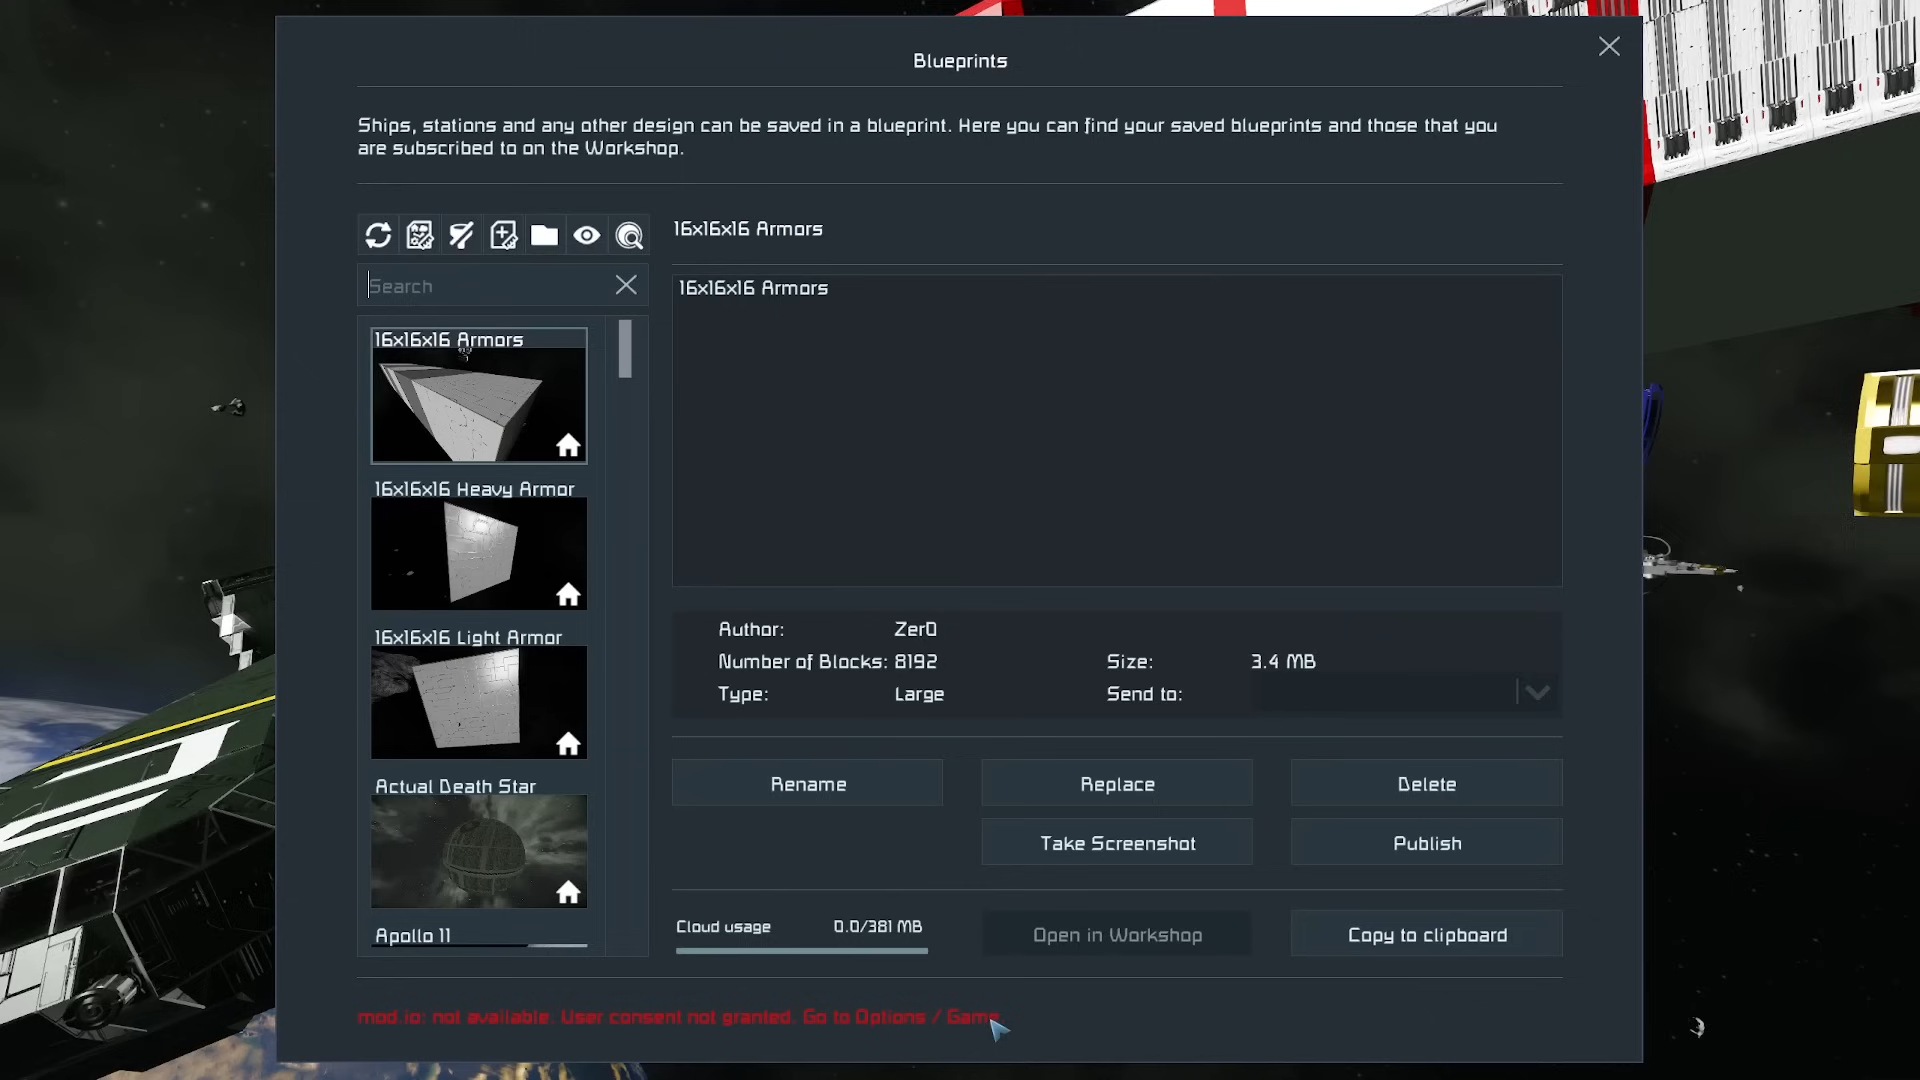 Blueprints
Ships, stations and any other design can be saved in a blueprint. Here you can find your saved blueprints and those that you
are subscribed to on the Workshop.
16x16x16 Armors
Search
16x16x16 Armors
16x16x16 Armors
16x16x16 Heavy Armor
16x16x16 Light Armor
Actual Death Star
Apollo 11
Author: Zer0
Number of Blocks: 8192 Size: 3.4 MB
Type: Large Send to:
Rename Replace Delete
Take Screenshot Publish
Cloud usage 0.0/381 MB
Open in Workshop Copy to clipboard
mod.io: not available. User consent not granted. Go to Options / Game